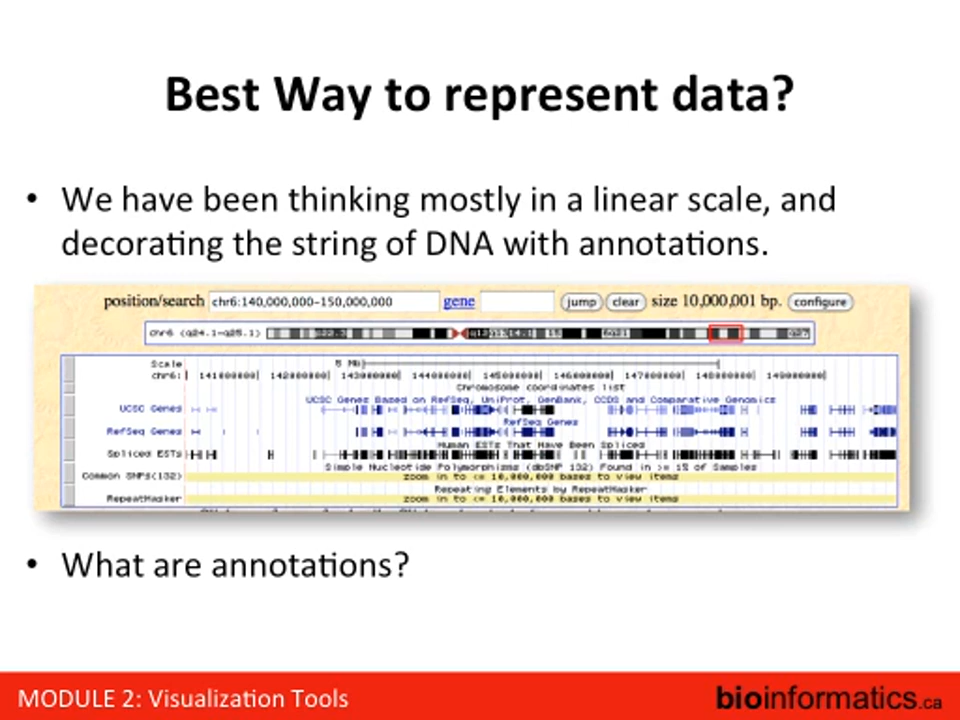 Best Way to represent data?
• We have been thinking mostly in a linear scale, and
decorating the string of DNA with annotations.
position/search chr6:140,000,000-150,000,000 gene jump clear size 10,000,001 bp. configure
chr6 (q24.1-q25.1)
Scale 5 Mb
chr6: 141000000 142000000 143000000 144000000 145000000 146000000 147000000 148000000 149000000
Chromosome coordinates list
UCSC Genes Based on RefSeq, UniProt, GenBank, CCDS and Comparative Genomics
UCSC Genes
RefSeq Genes
RefSeq Genes
Human ESTs That Have Been Spliced
Spliced ESTs
Simple Nucleotide Polymorphisms (dbSNP 132) Found in >= 1% of Samples
Common SNPs(132) zoom in to <= 10,000,000 bases to view items
Repeating Elements by RepeatMasker
RepeatMasker zoom in to <= 10,000,000 bases to view items
• What are annotations?
MODULE 2: Visualization Tools
bioinformatics.ca